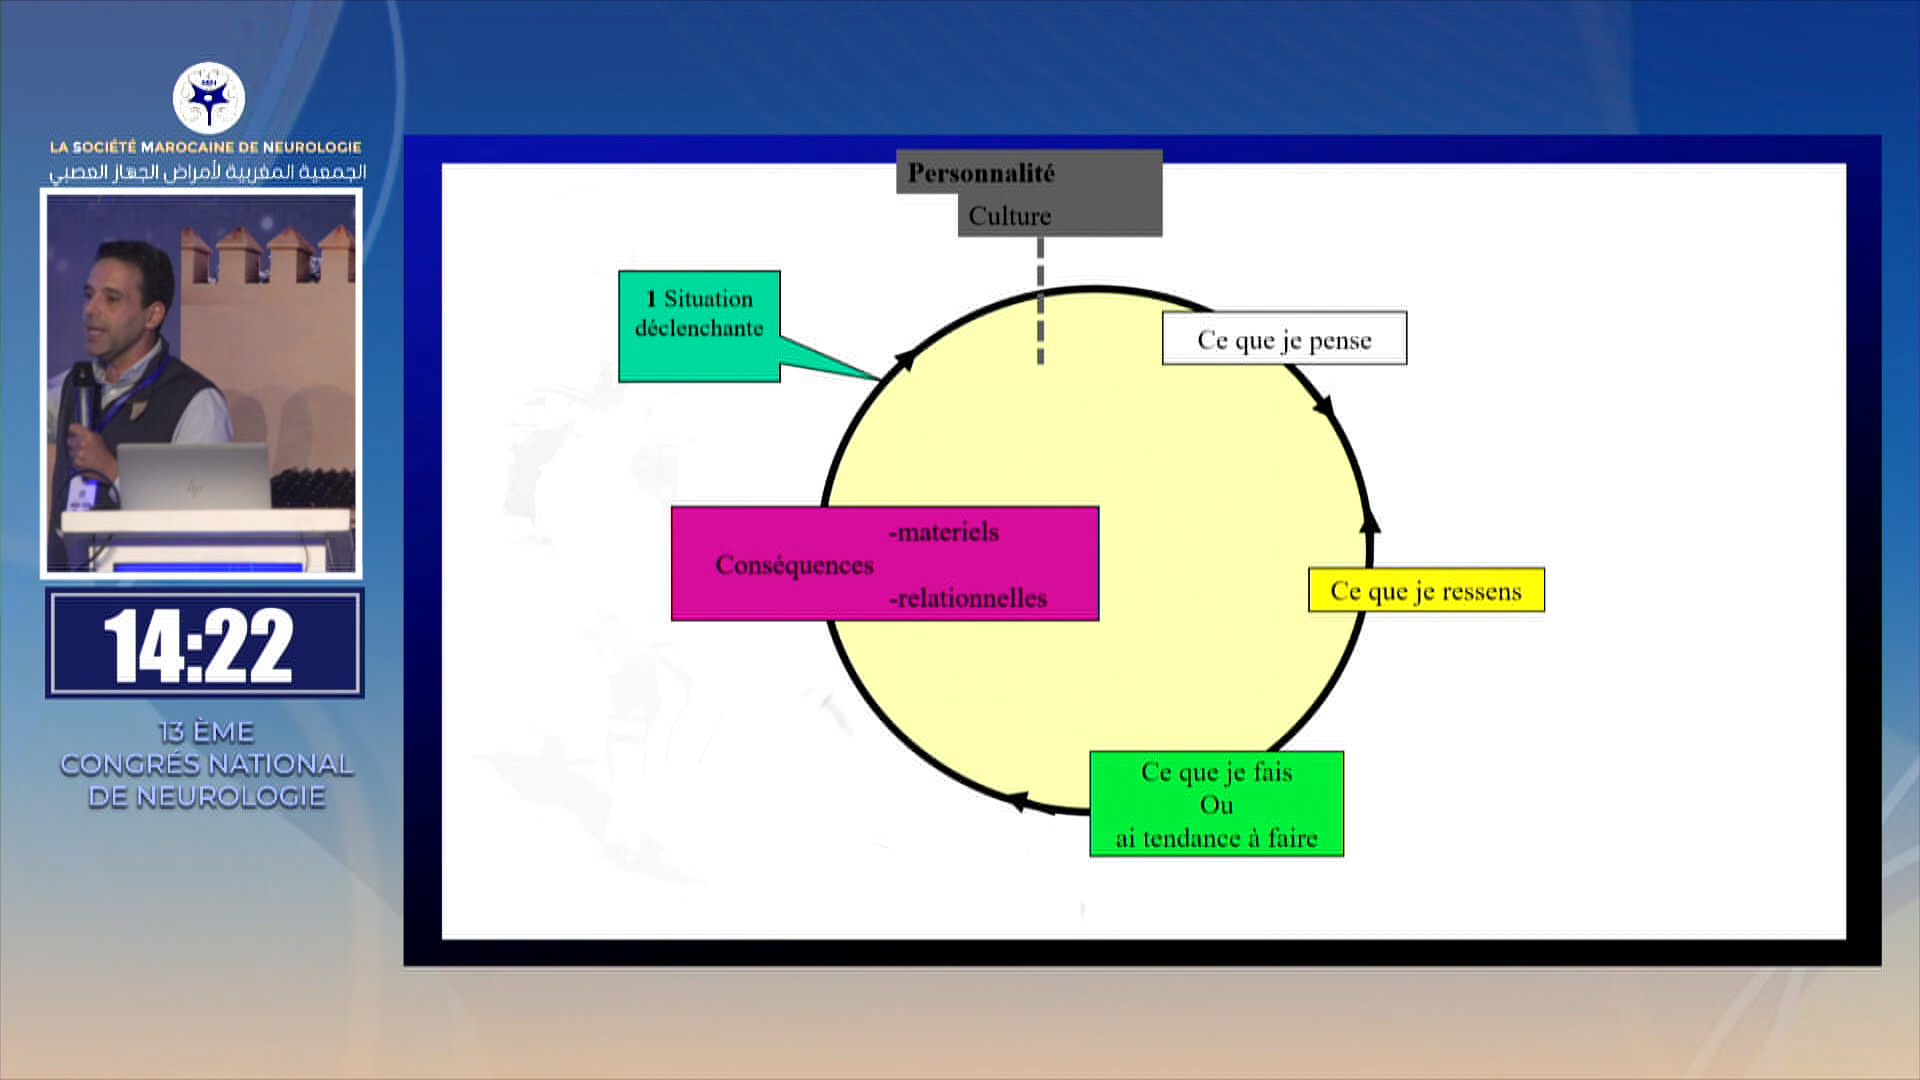 LA SOCIÉTÉ MAROCAINE DE NEUROLOGIE
الجمعية المغربية لأمراض الجهاز العصبي
14:22
13 ÈME
CONGRÉS NATIONAL
DE NEUROLOGIE
Personnalité
Culture
1 Situation
déclenchante
Ce que je pense
-materiels
Conséquences
-relationnelles
Ce que je ressens
Ce que je fais
Ou
ai tendance à faire
hp